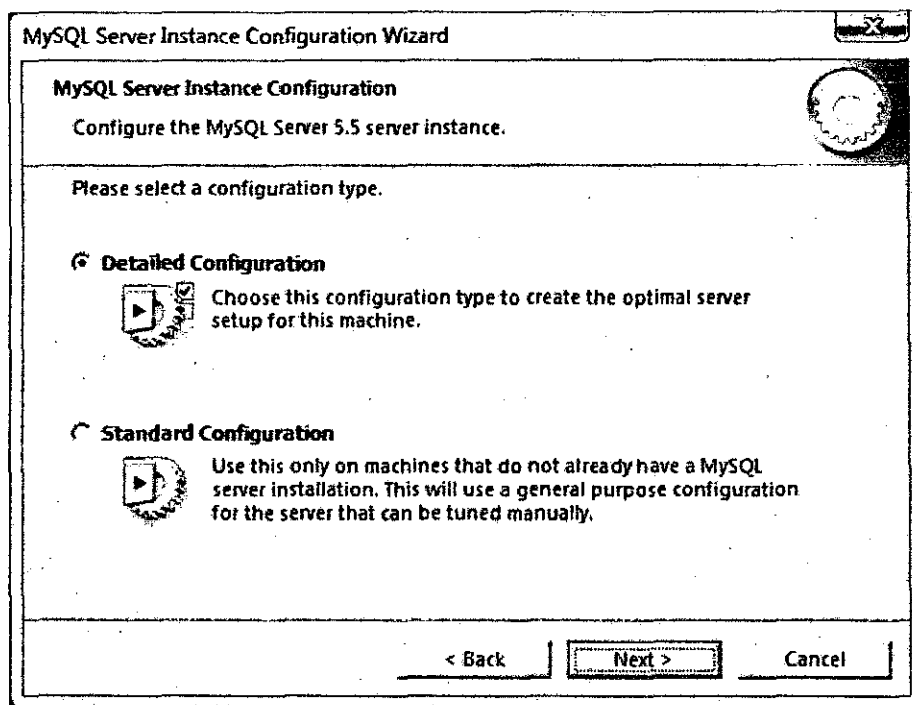 MySQL Server Instance Configuration Wizard
MySQL Server Instance Configuration
Configure the MySQL Server 5.5 server instance.
Please select a configuration type.
Detailed Configuration
Choose this configuration type to create the optimal server
setup for this machine.
Standard Configuration
Use this only on machines that do not already have a MySQL
server installation. This will use a general purpose configuration
for the server that can be tuned manually.
< Back
Next >
Cancel